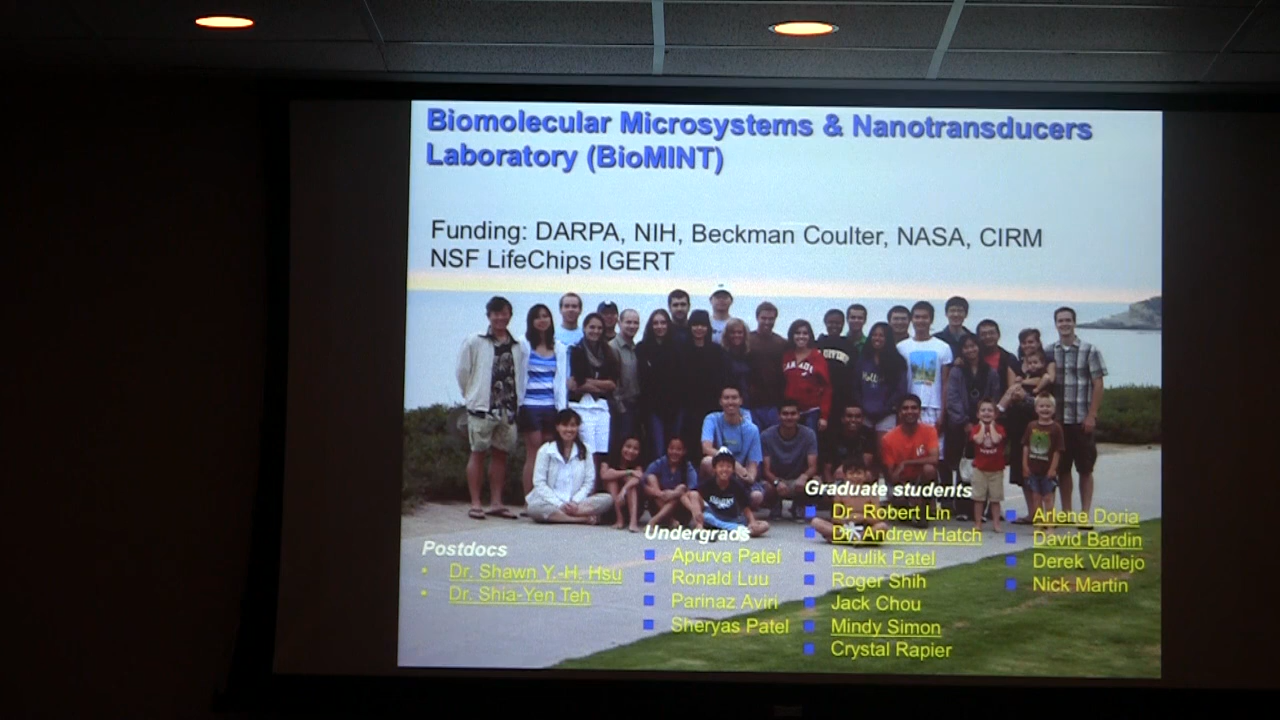 Biomolecular Microsystems & Nanotransducers
Laboratory (BioMINT)
Funding: DARPA, NIH, Beckman Coulter, NASA, CIRM
NSF LifeChips IGERT
CANADA
Postdocs
Dr. Shawn Y.-H. Hsu
Dr. Shia-Yen Teh
Undergrads
Apurva Patel
Ronald Luu
Parinaz Aviri
Sheryas Patel
Graduate students
Dr. Robert Lin
Dr. Andrew Hatch
Maulik Patel
Roger Shih
Jack Chou
Mindy Simon
Crystal Rapier
Arlene Doria
David Bardin
Derek Vallejo
Nick Martin